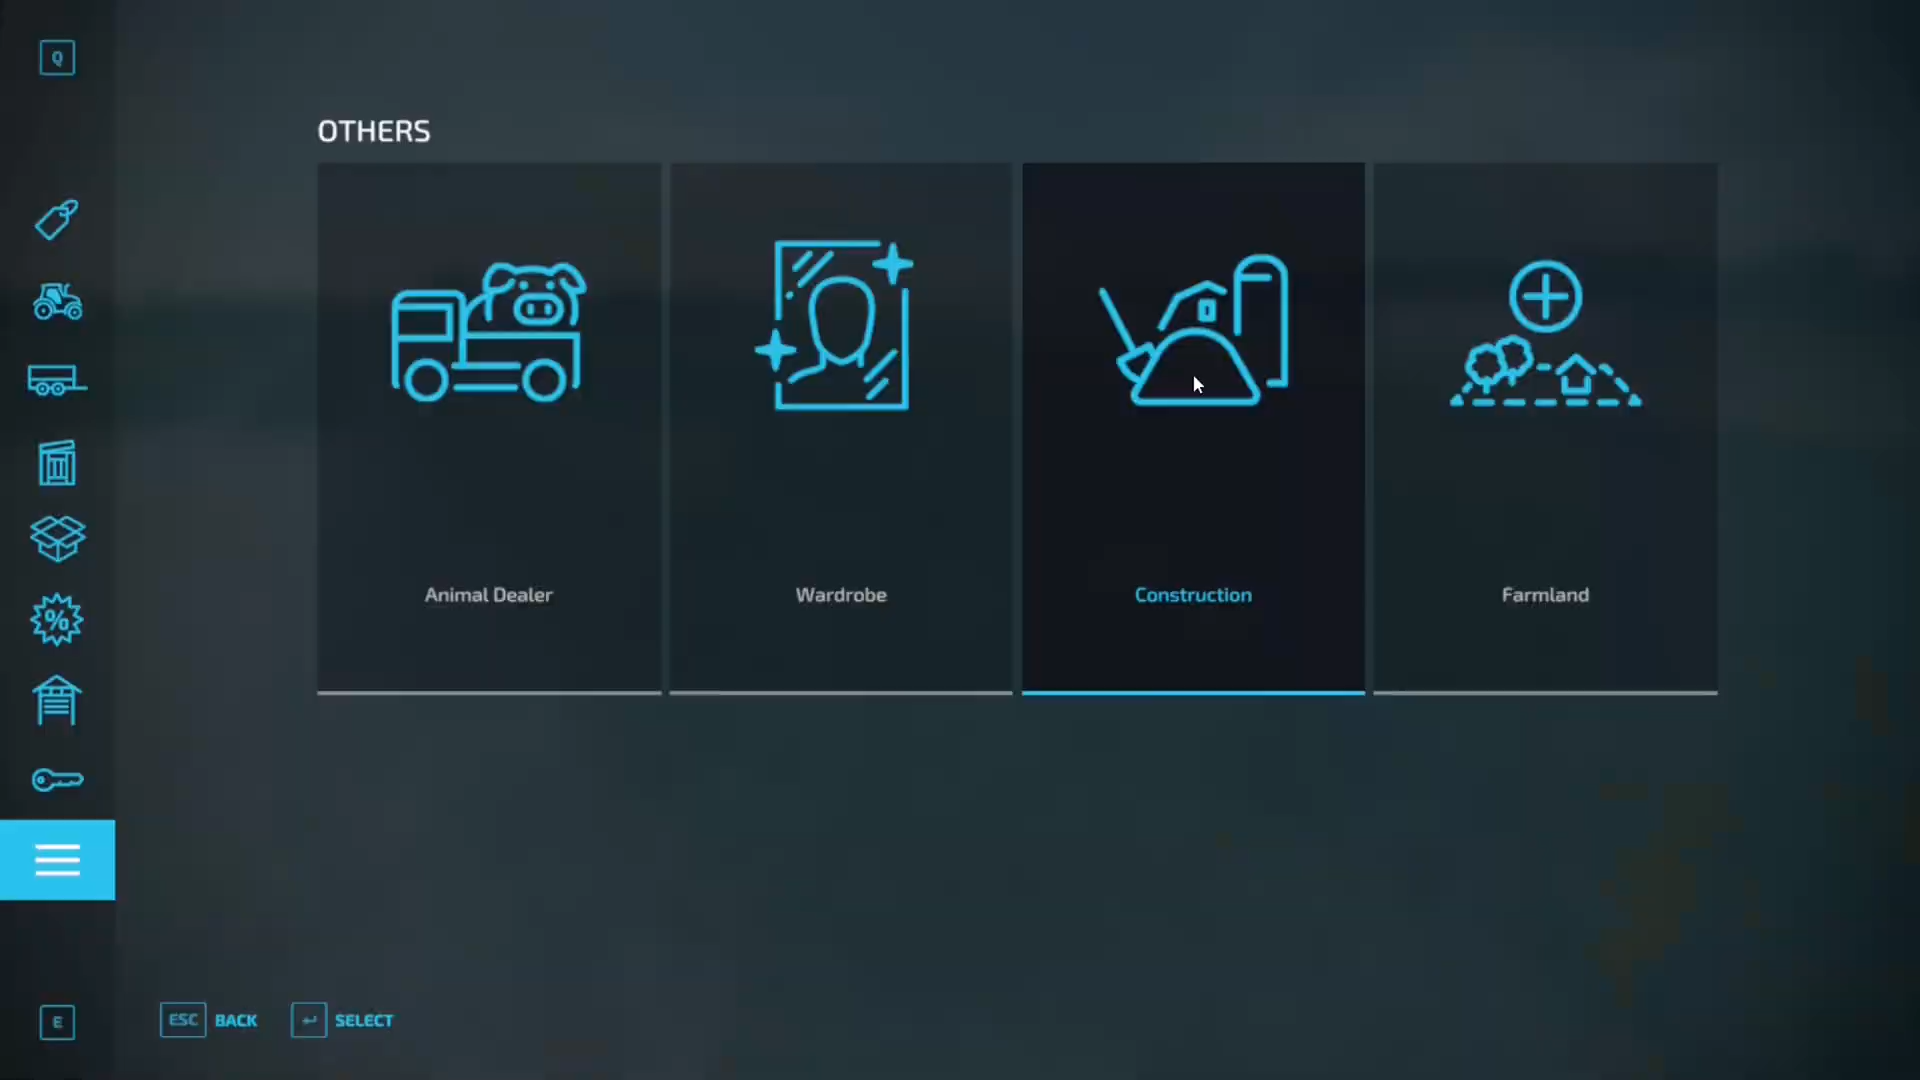 Q
OTHERS
Animal Dealer
Wardrobe
Construction
Farmland
E
ESC BACK
SELECT